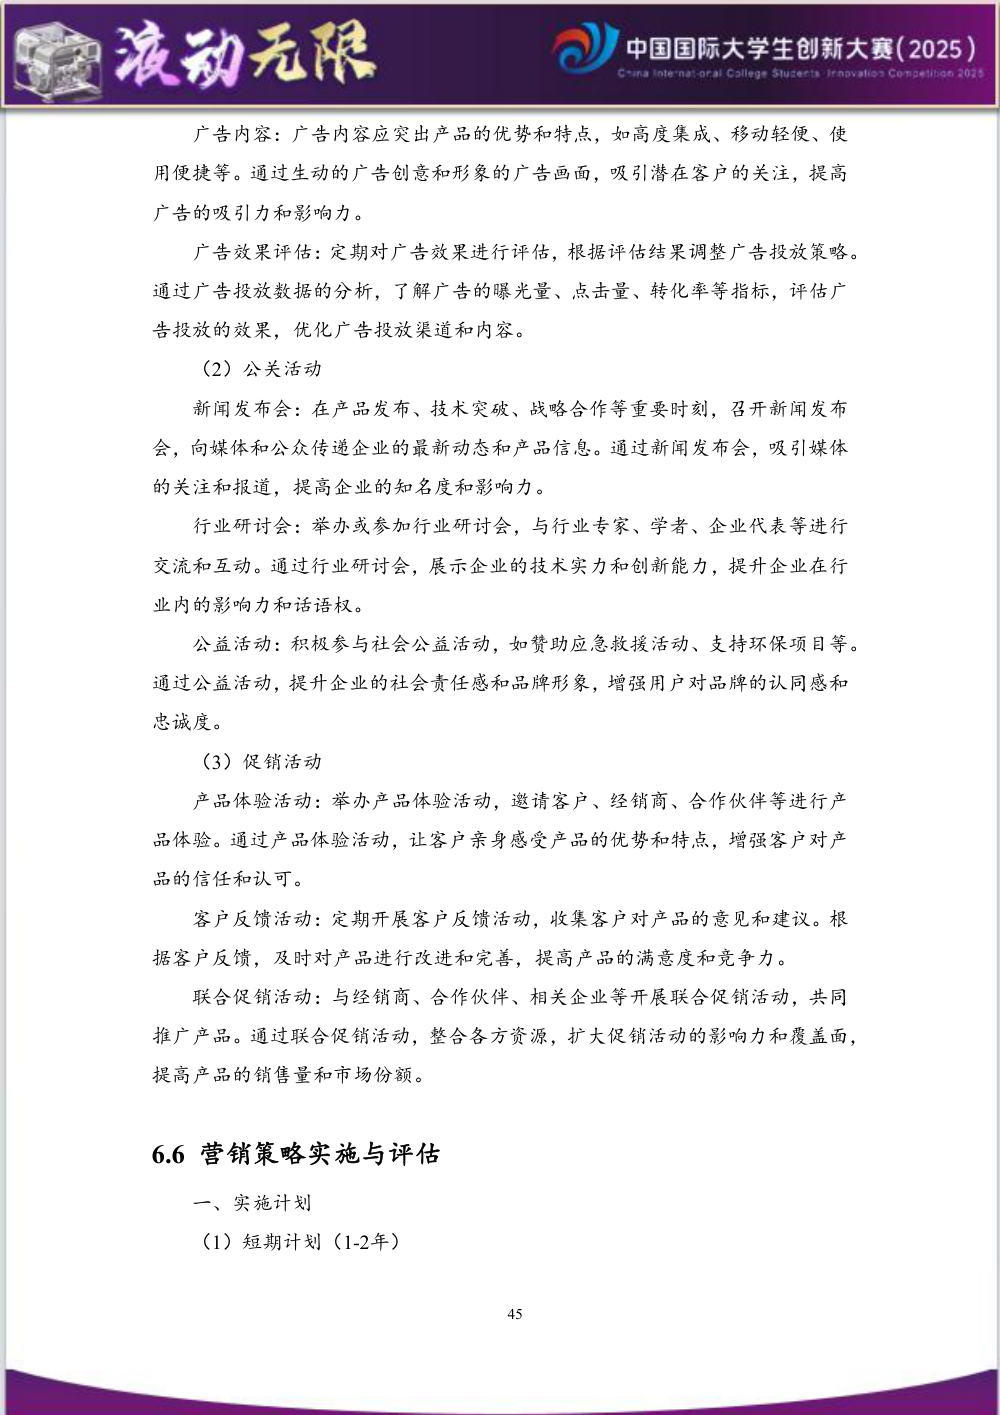 液动无限
中国国际大学生创新大赛(2025)
China International College Students Innovation Competition 2025
广告内容：广告内容应突出产品的优势和特点，如高度集成、移动轻便、使
用便捷等。通过生动的广告创意和形象的广告画面，吸引潜在客户的关注，提高
广告的吸引力和影响力。
广告效果评估：定期对广告效果进行评估，根据评估结果调整广告投放策略。
通过广告投放数据的分析，了解广告的曝光量、点击量、转化率等指标，评估广
告投放的效果，优化广告投放渠道和内容。
（2）公关活动
新闻发布会：在产品发布、技术突破、战略合作等重要时刻，召开新闻发布
会，向媒体和公众传递企业的最新动态和产品信息。通过新闻发布会，吸引媒体
的关注和报道，提高企业的知名度和影响力。
行业研讨会：举办或参加行业研讨会，与行业专家、学者、企业代表等进行
交流和互动。通过行业研讨会，展示企业的技术实力和创新能力，提升企业在行
业内的影响力和话语权。
公益活动：积极参与社会公益活动，如赞助应急救援活动、支持环保项目等。
通过公益活动，提升企业的社会责任感和品牌形象，增强用户对品牌的认同感和
忠诚度。
（3）促销活动
产品体验活动：举办产品体验活动，邀请客户、经销商、合作伙伴等进行产
品体验。通过产品体验活动，让客户亲身感受产品的优势和特点，增强客户对产
品的信任和认可。
客户反馈活动：定期开展客户反馈活动，收集客户对产品的意见和建议。根
据客户反馈，及时对产品进行改进和完善，提高产品的满意度和竞争力。
联合促销活动：与经销商、合作伙伴、相关企业等开展联合促销活动，共同
推广产品。通过联合促销活动，整合各方资源，扩大促销活动的影响力和覆盖面，
提高产品的销售量和市场份额。
6.6 营销策略实施与评估
一、实施计划
（1）短期计划（1-2年）
45